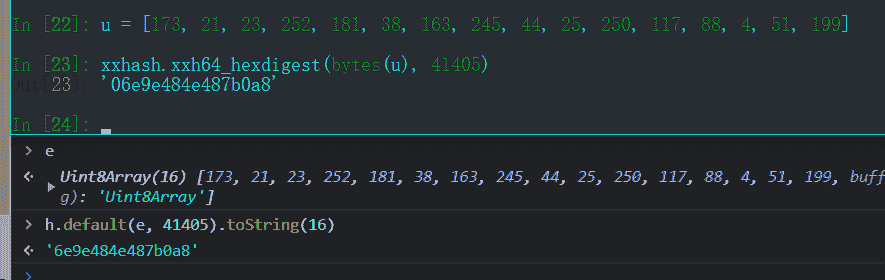 In [22]: u = [173, 21, 23, 252, 181, 38, 163, 245, 44, 25, 250, 117, 88, 4, 51, 199]
In [23]: xxhash.xxh64_hexdigest(bytes(u), 41405)
Out[23]: '06e9e484e487b0a8'
In [24]:
> e
<· Uint8Array(16) [173, 21, 23, 252, 181, 38, 163, 245, 44, 25, 250, 117, 88, 4, 51, 199, buff
g): 'Uint8Array']
> h.default(e, 41405).toString(16)
<· '6e9e484e487b0a8'
>